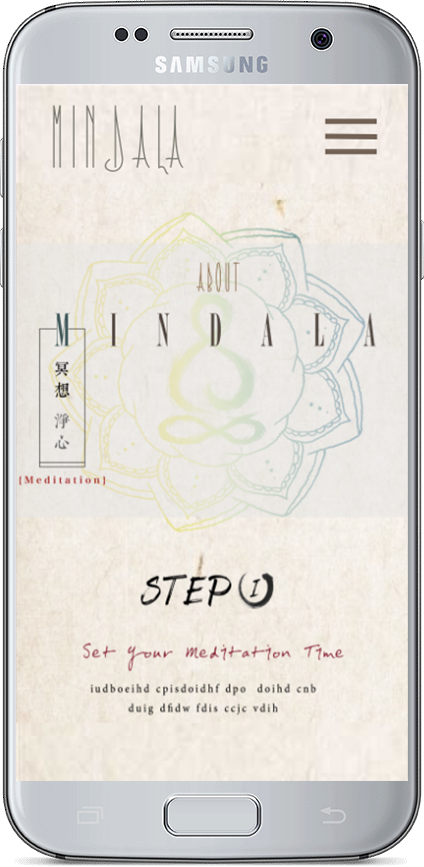 SAMSUNG
MINDALA
ABOUT
MINDALA
冥想
淨心
[Meditation]
STEP 1
Set your meditation Time
iudboeihd cpisdoidhf dpo doihd cnb
duig dfidw fdis ccjc vdih